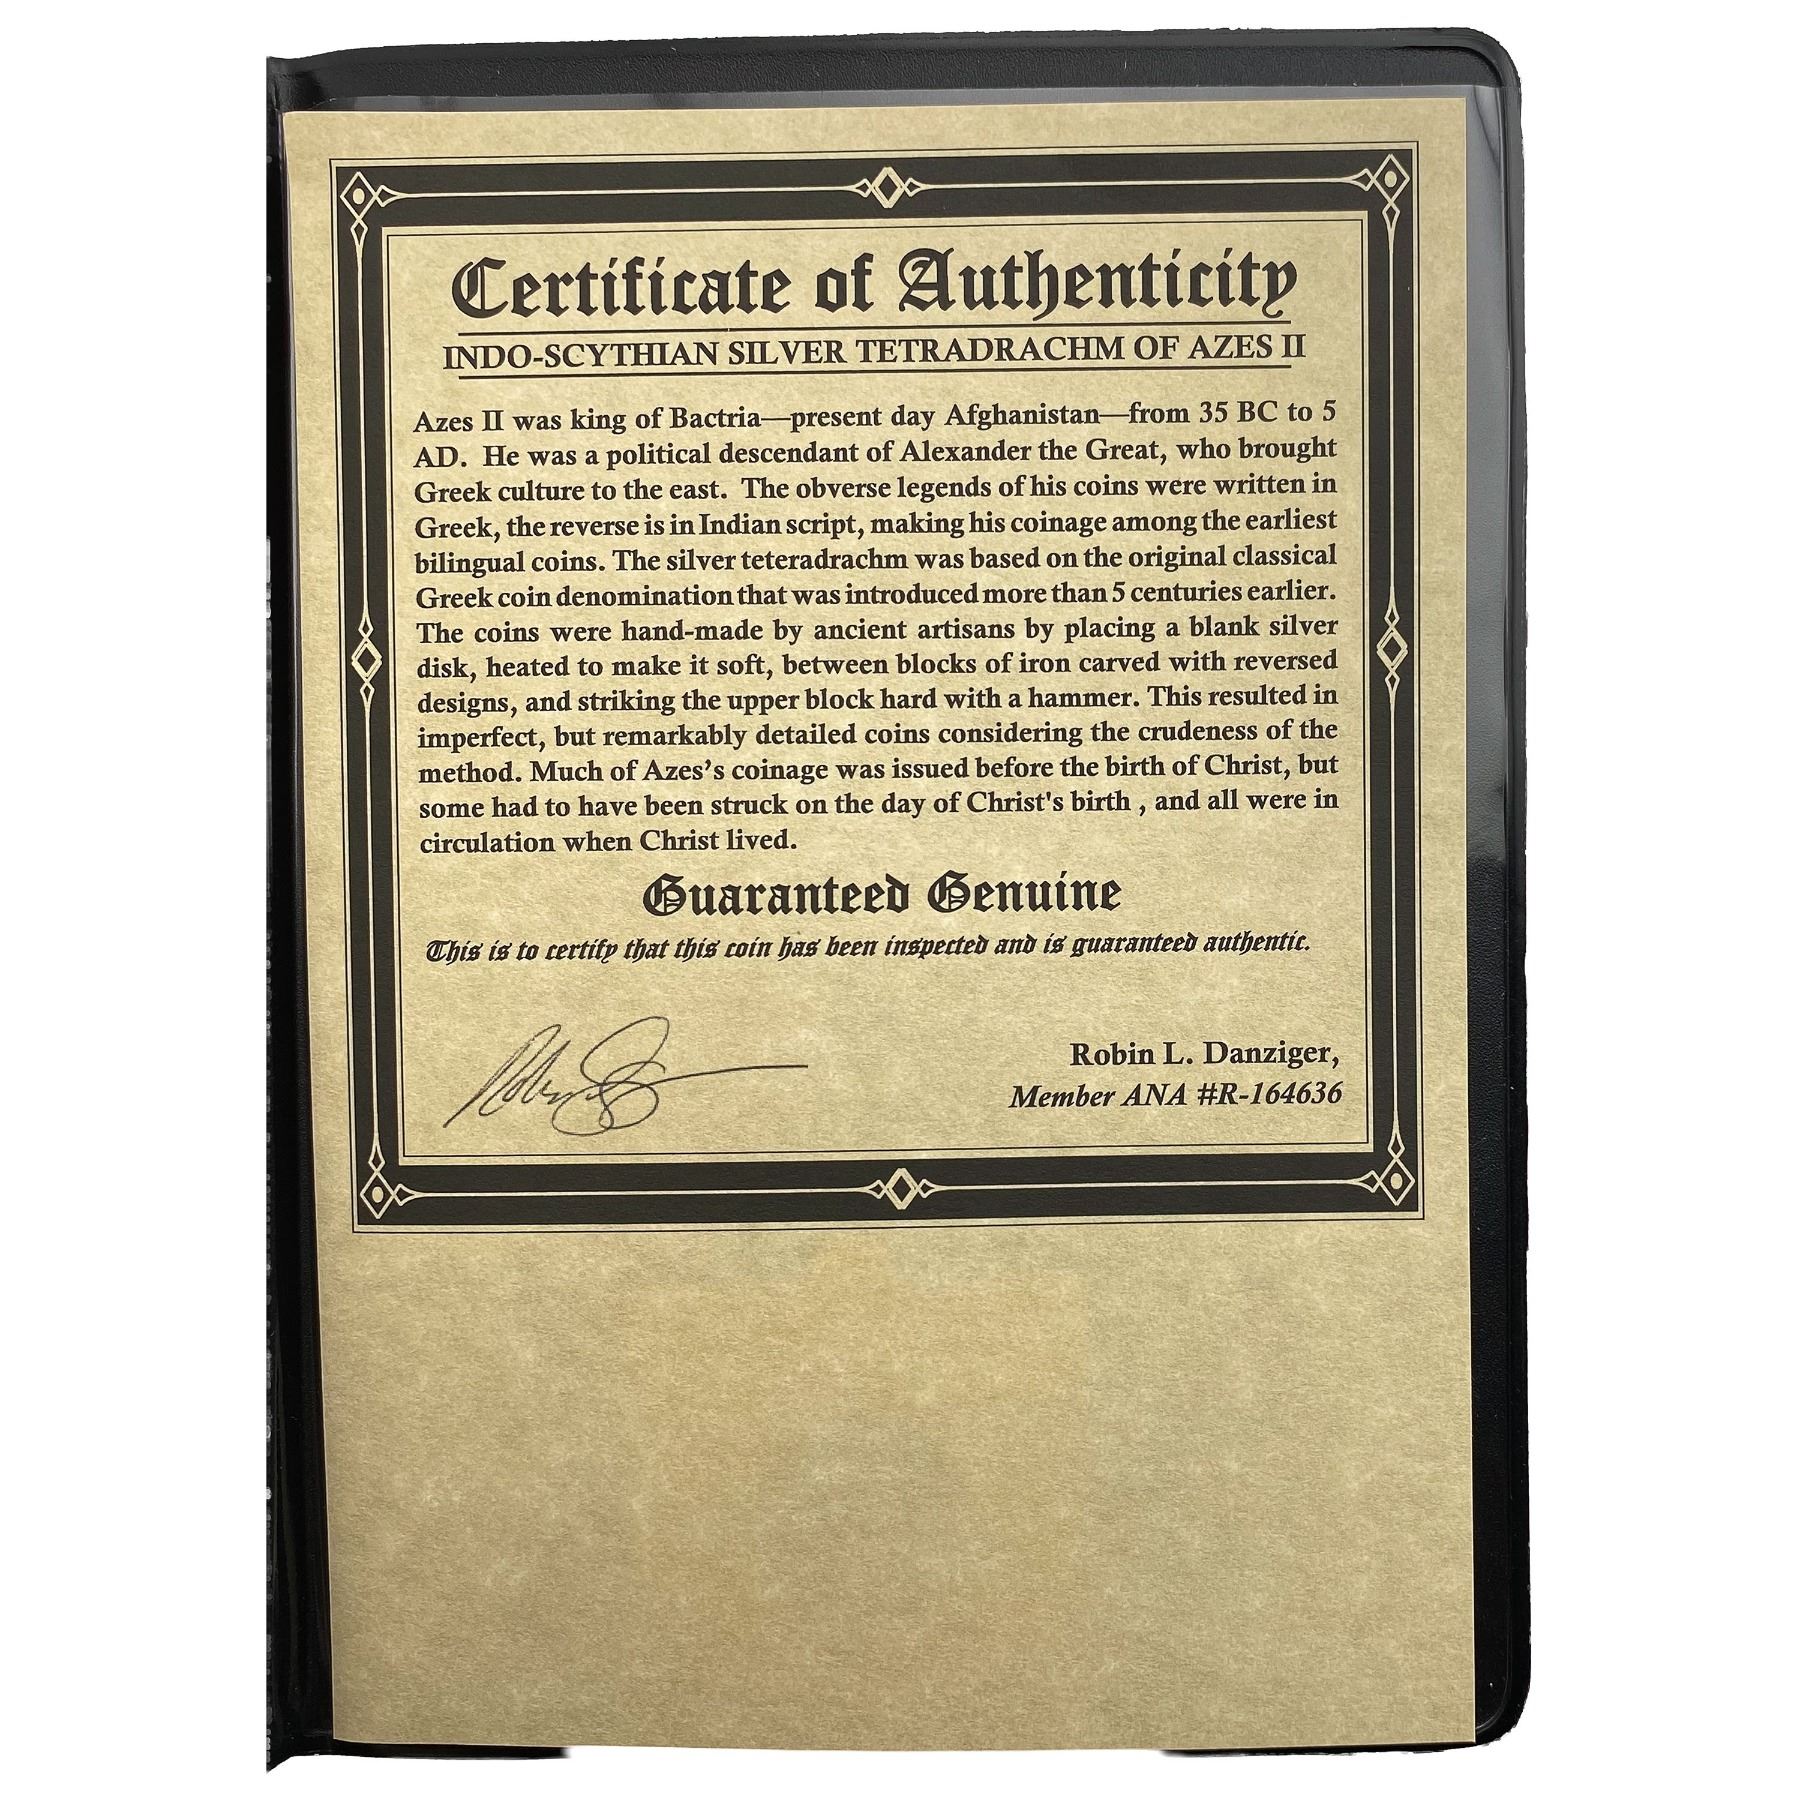 Certificate of Authenticity
INDO-SCYTHIAN SILVER TETRADRACHM OF AZES II
Azes II was king of Bactria—present day Afghanistan—from 35 BC to 5
AD. He was a political descendant of Alexander the Great, who brought
Greek culture to the east. The obverse legends of his coins were written in
Greek, the reverse is in Indian script, making his coinage among the earliest
bilingual coins. The silver teteradrachm was based on the original classical
Greek coin denomination that was introduced more than 5 centuries earlier.
The coins were hand-made by ancient artisans by placing a blank silver
disk, heated to make it soft, between blocks of iron carved with reversed
designs, and striking the upper block hard with a hammer. This resulted in
imperfect, but remarkably detailed coins considering the crudeness of the
method. Much of Azes’s coinage was issued before the birth of Christ, but
some had to have been struck on the day of Christ's birth , and all were in
circulation when Christ lived.
Guaranteed Genuine
This is to certify that this coin has been inspected and is guaranteed authentic.
Robin L. Danziger,
Member ANA #R-164636